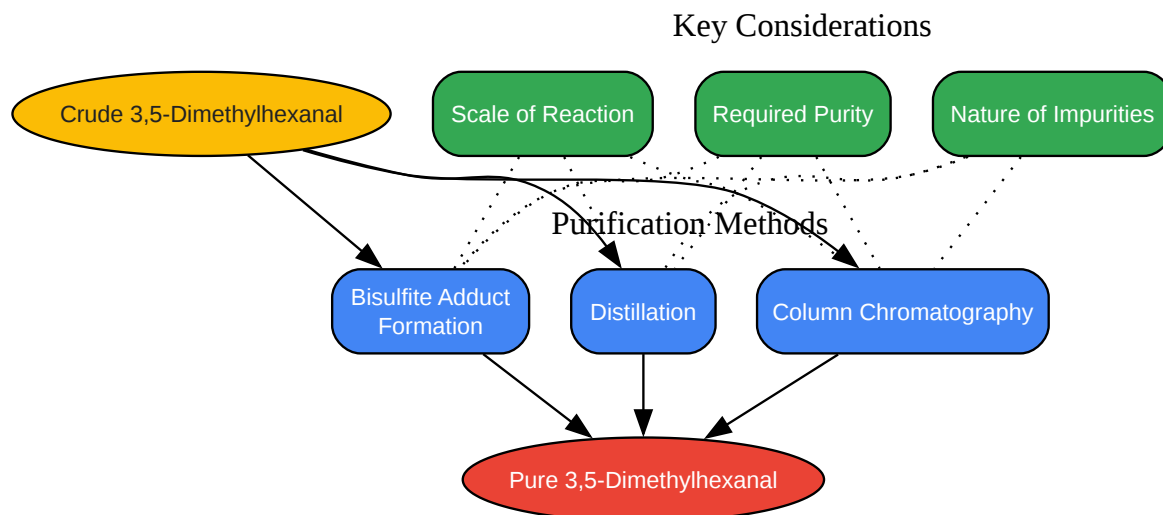 Key Considerations
Crude 3,5-Dimethylhexanal
Scale of Reaction
Required Purity
Nature of Impurities
Purification Methods
Bisulfite Adduct
Formation
Distillation
Column Chromatography
Pure 3,5-Dimethylhexanal